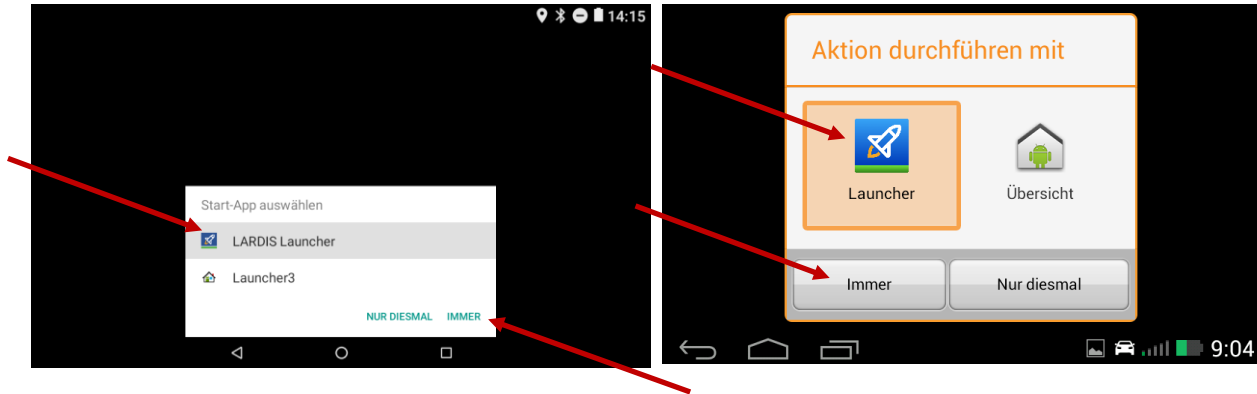 14:15
Start-App auswählen
LARDIS Launcher
Launcher3
NUR DIESMAL IMMER
Aktion durchführen mit
Launcher Übersicht
Immer Nur diesmal
9:04